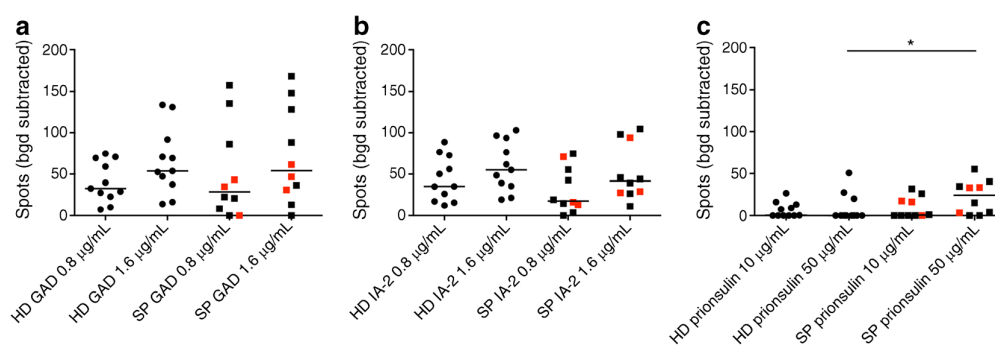 a
Spots (bgd subtracted)
200
150
100
50
0
HD GAD 0.8 µg/mL
HD GAD 1.6 µg/mL
SP GAD 0.8 µg/mL
SP GAD 1.6 µg/mL
b
Spots (bgd subtracted)
200
150
100
50
0
HD IA-2 0.8 µg/mL
HD IA-2 1.6 µg/mL
SP IA-2 0.8 µg/mL
SP IA-2 1.6 µg/mL
c
Spots (bgd subtracted)
200
150
100
50
0
*
HD prionsulin 10 µg/mL
HD prionsulin 50 µg/mL
SP prionsulin 10 µg/mL
SP prionsulin 50 µg/mL